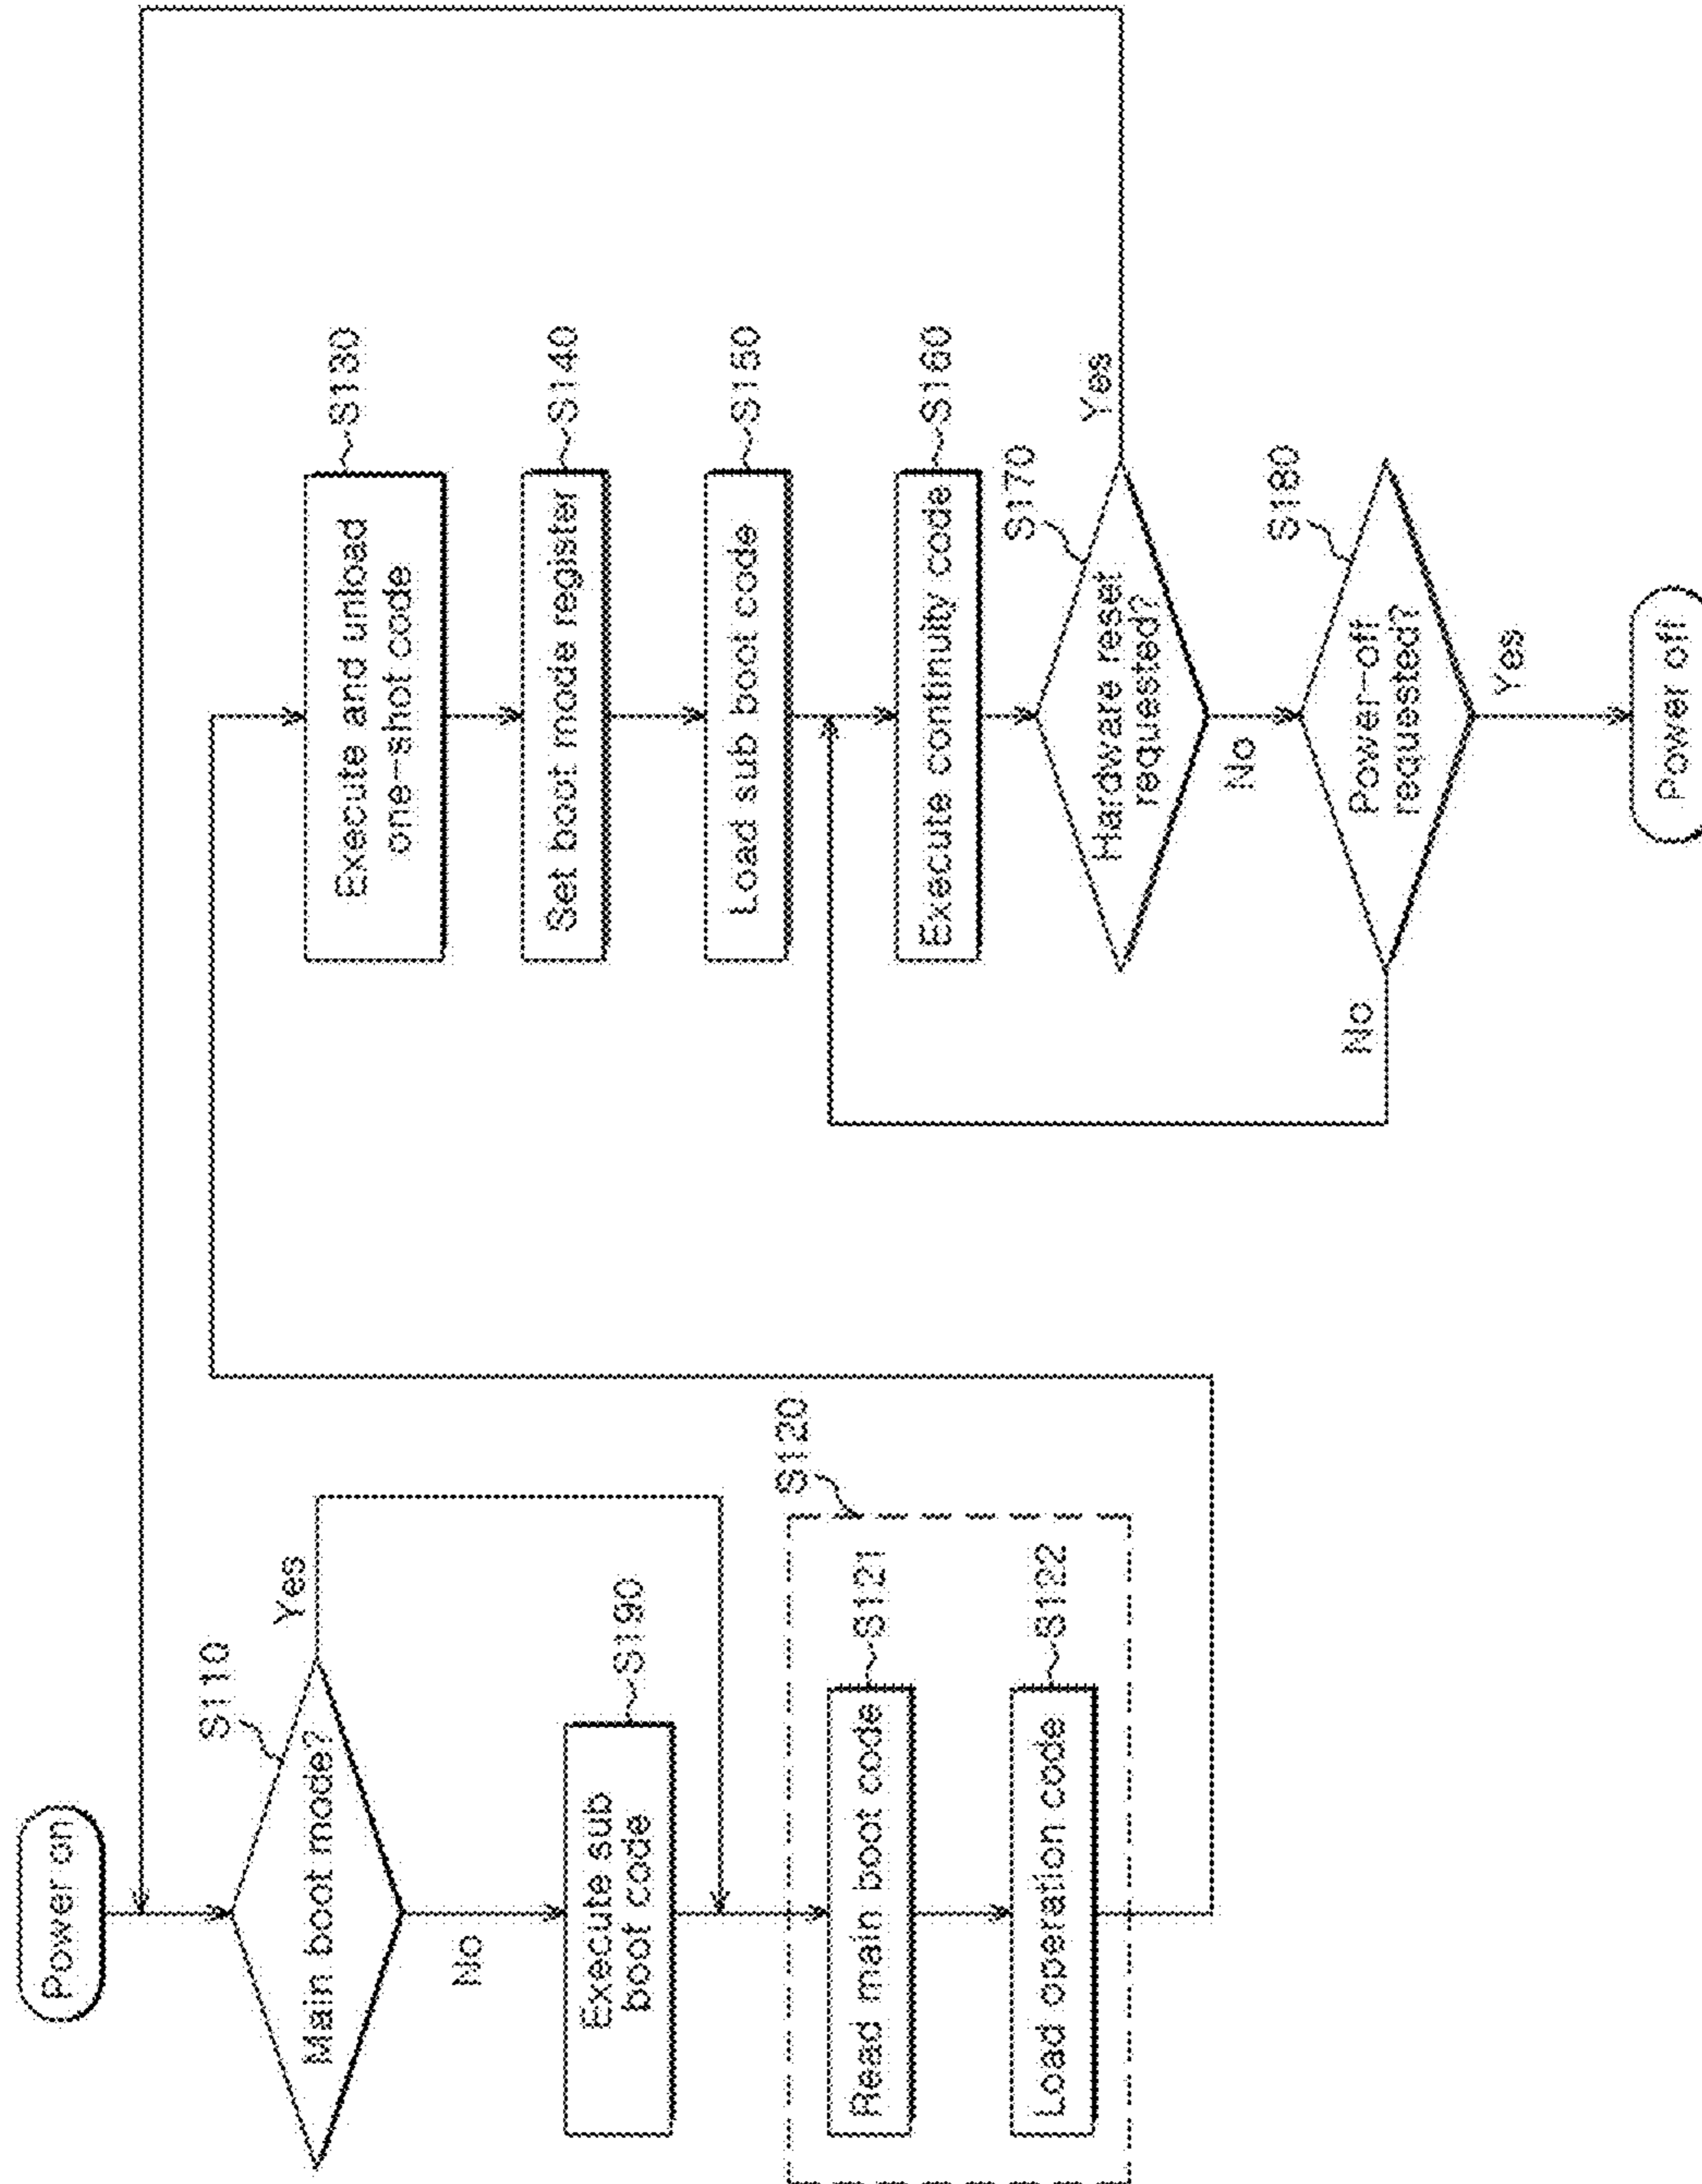 Power on
S110
Main boot mode?
Yes
No
Execute sub
boot code
S190
S120
Read main boot code
S121
Load operation code
S122
Execute and unload
one-shot code
S130
Set boot mode register
S140
Load sub boot code
S150
Execute continuity code
S160
S170
Hardware reset
requested?
Yes
No
S180
Power-off
requested?
No
Yes
Power off